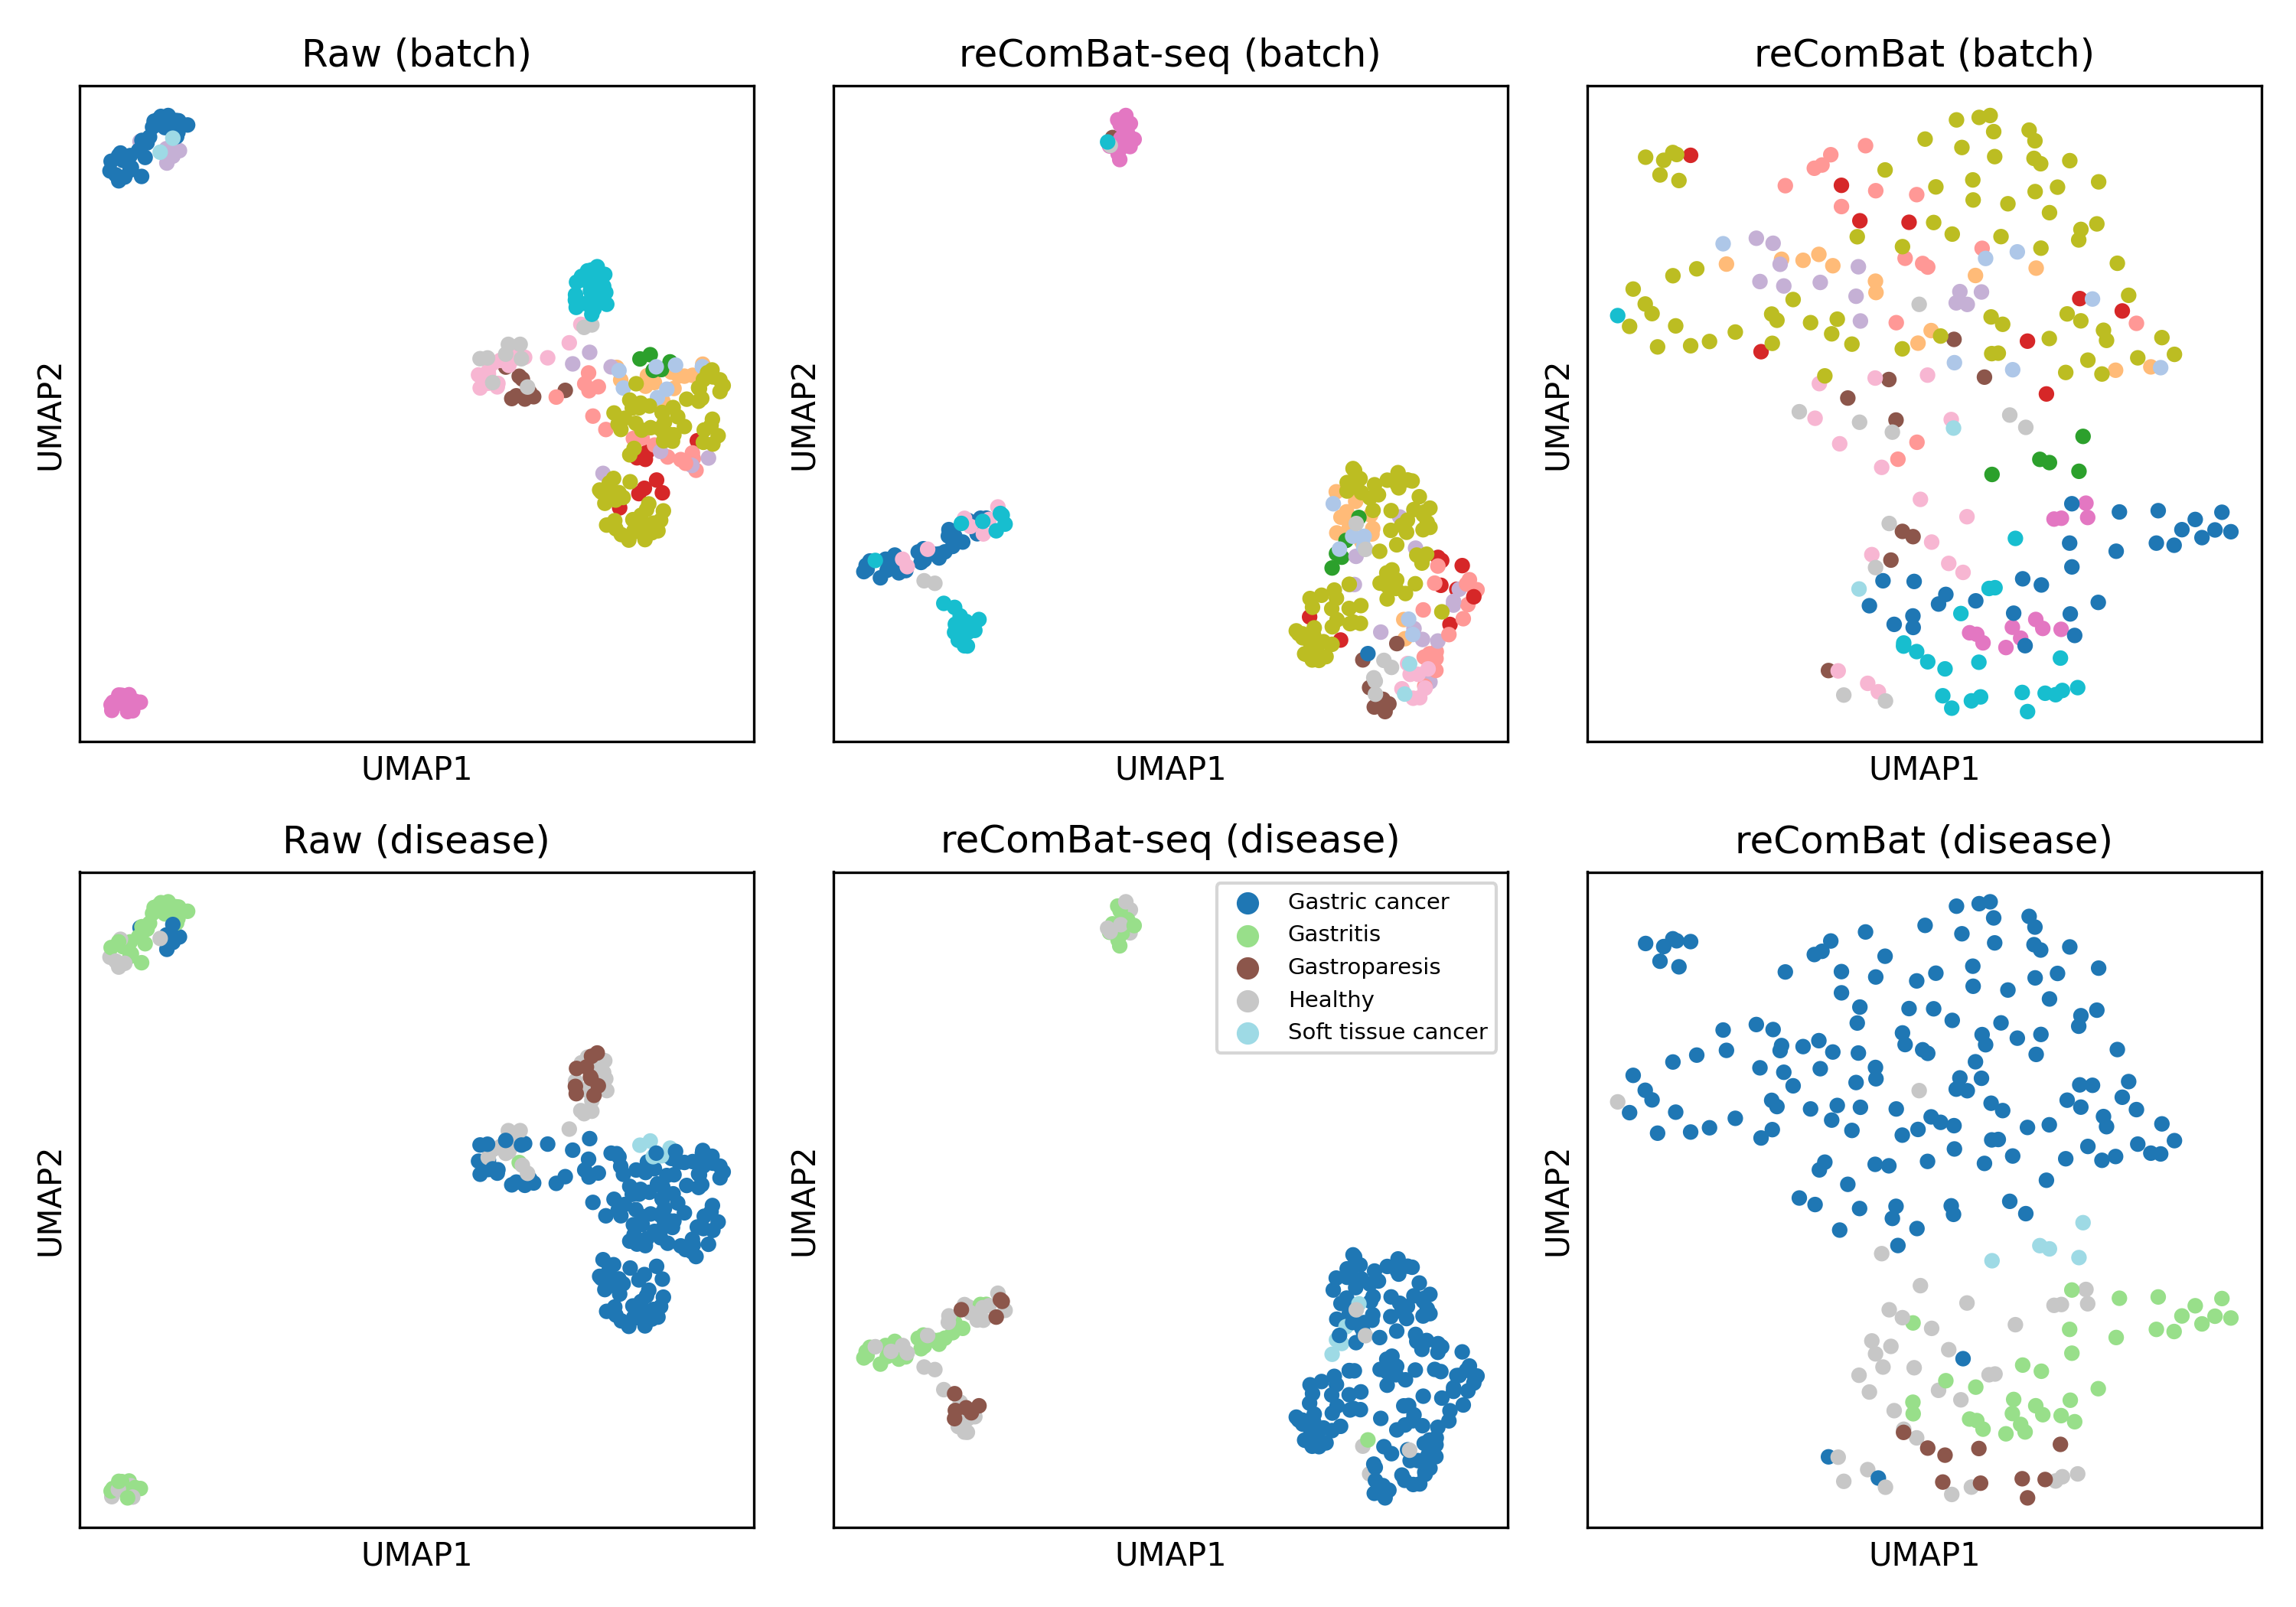 Raw (batch)
reComBat-seq (batch)
reComBat (batch)
UMAP2
UMAP1
UMAP2
UMAP1
UMAP2
UMAP1
Raw (disease)
reComBat-seq (disease)
reComBat (disease)
UMAP2
UMAP1
UMAP2
Gastric cancer
Gastritis
Gastroparesis
Healthy
Soft tissue cancer
UMAP1
UMAP2
UMAP1